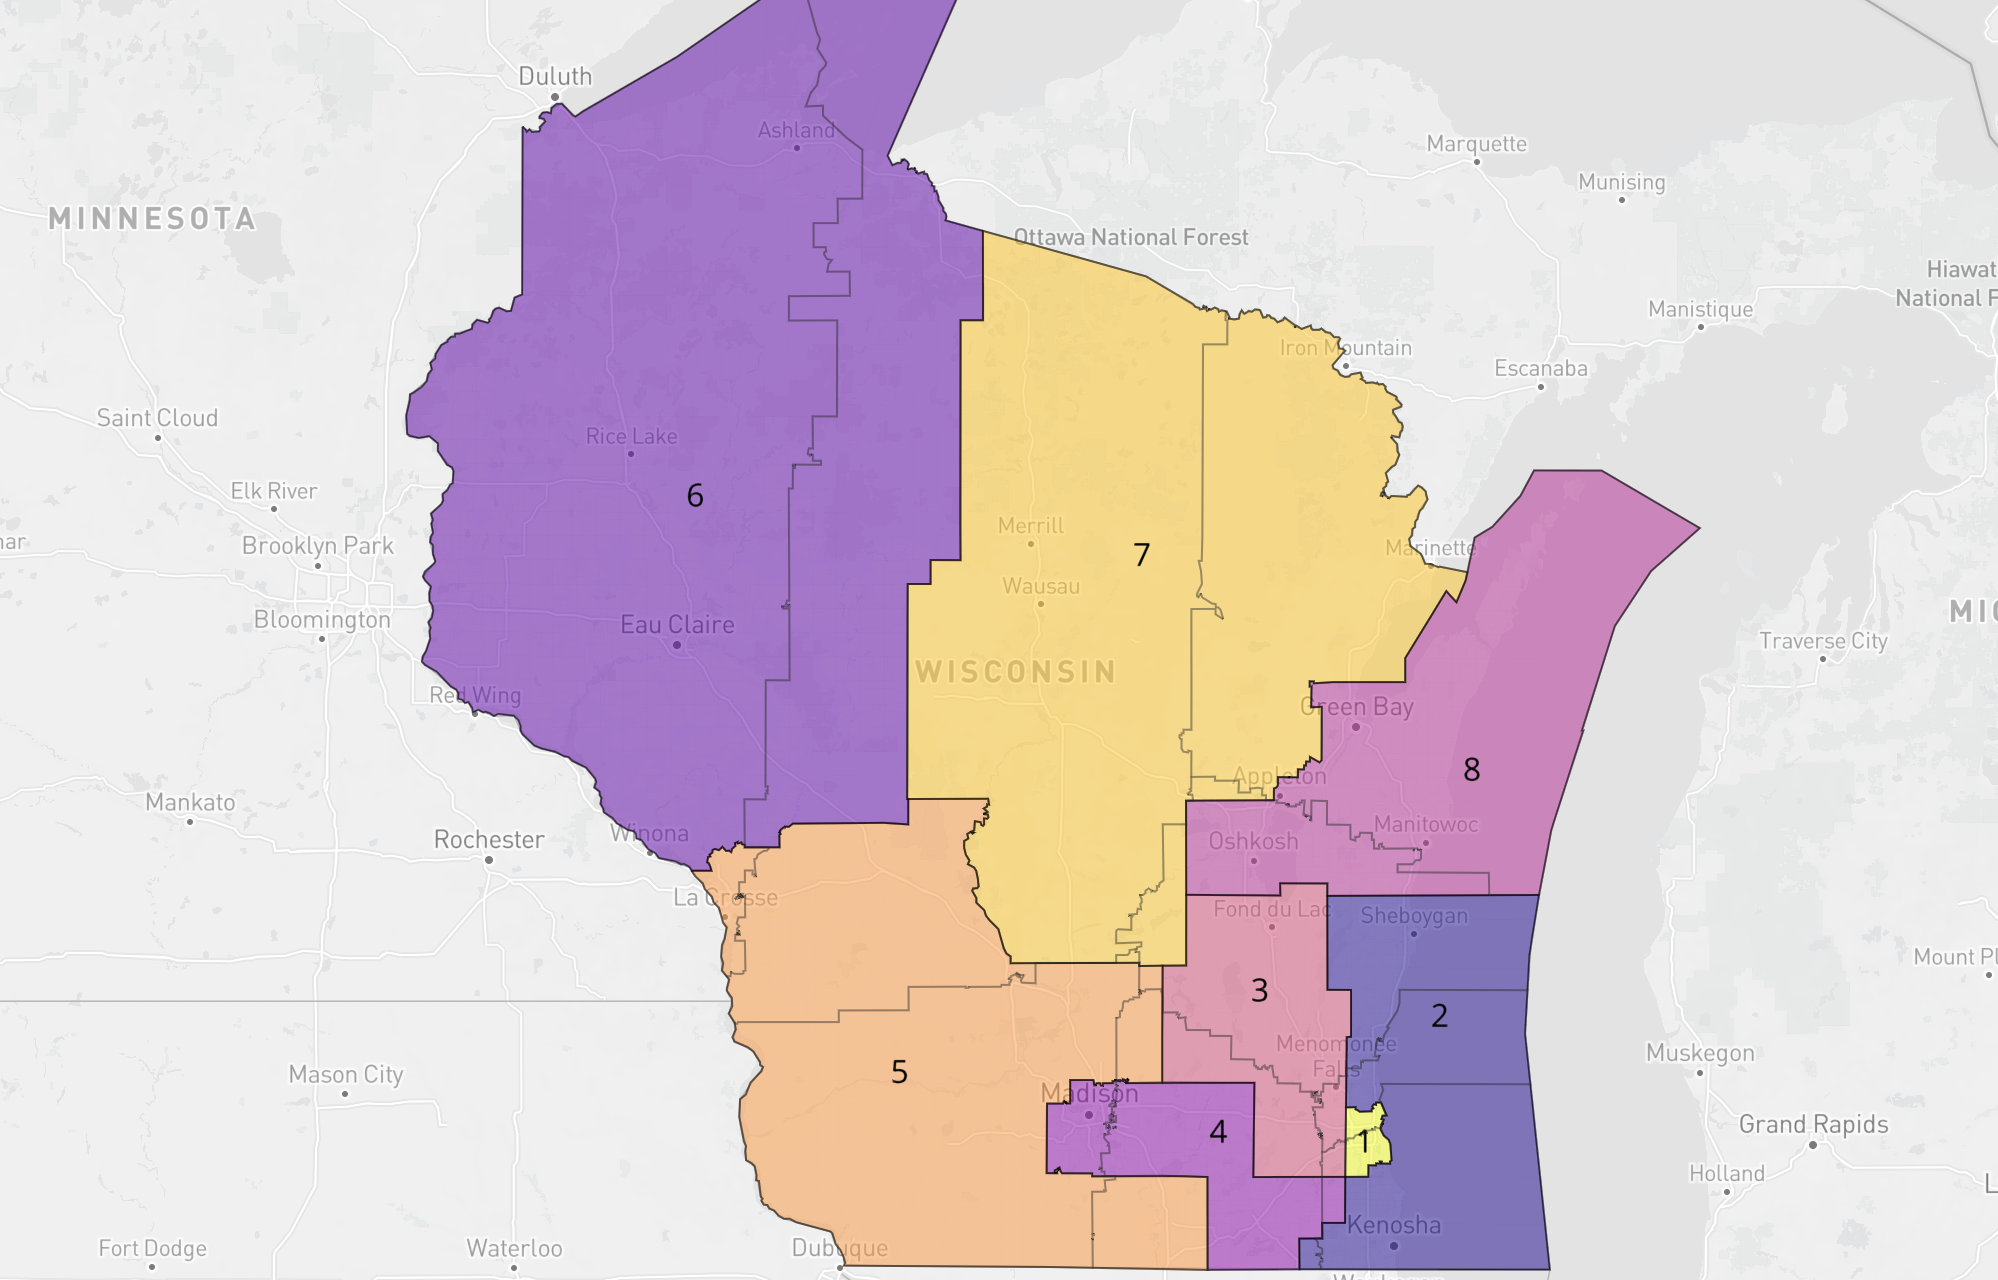 Duluth
Ashland
Marquette
Munising
MINNESOTA
Ottawa National Forest
Hiawat
National F
Manistique
Iron Mountain
Escanaba
Saint Cloud
Rice Lake
6
Elk River
Merrill
nar
Brooklyn Park
Marinette
7
Wausau
Bloomington
Eau Claire
MIC
Traverse City
WISCONSIN
Red Wing
Green Bay
8
Appleton
Mankato
Rochester
Winona
Oshkosh
Manitowoc
La Crosse
Fond du Lac
Sheboygan
Mount Pl
3
2
Menomonee
Falls
Muskegon
5
Mason City
Madison
4
1
Grand Rapids
Holland
L
Kenosha
Fort Dodge
Waterloo
Dubuque